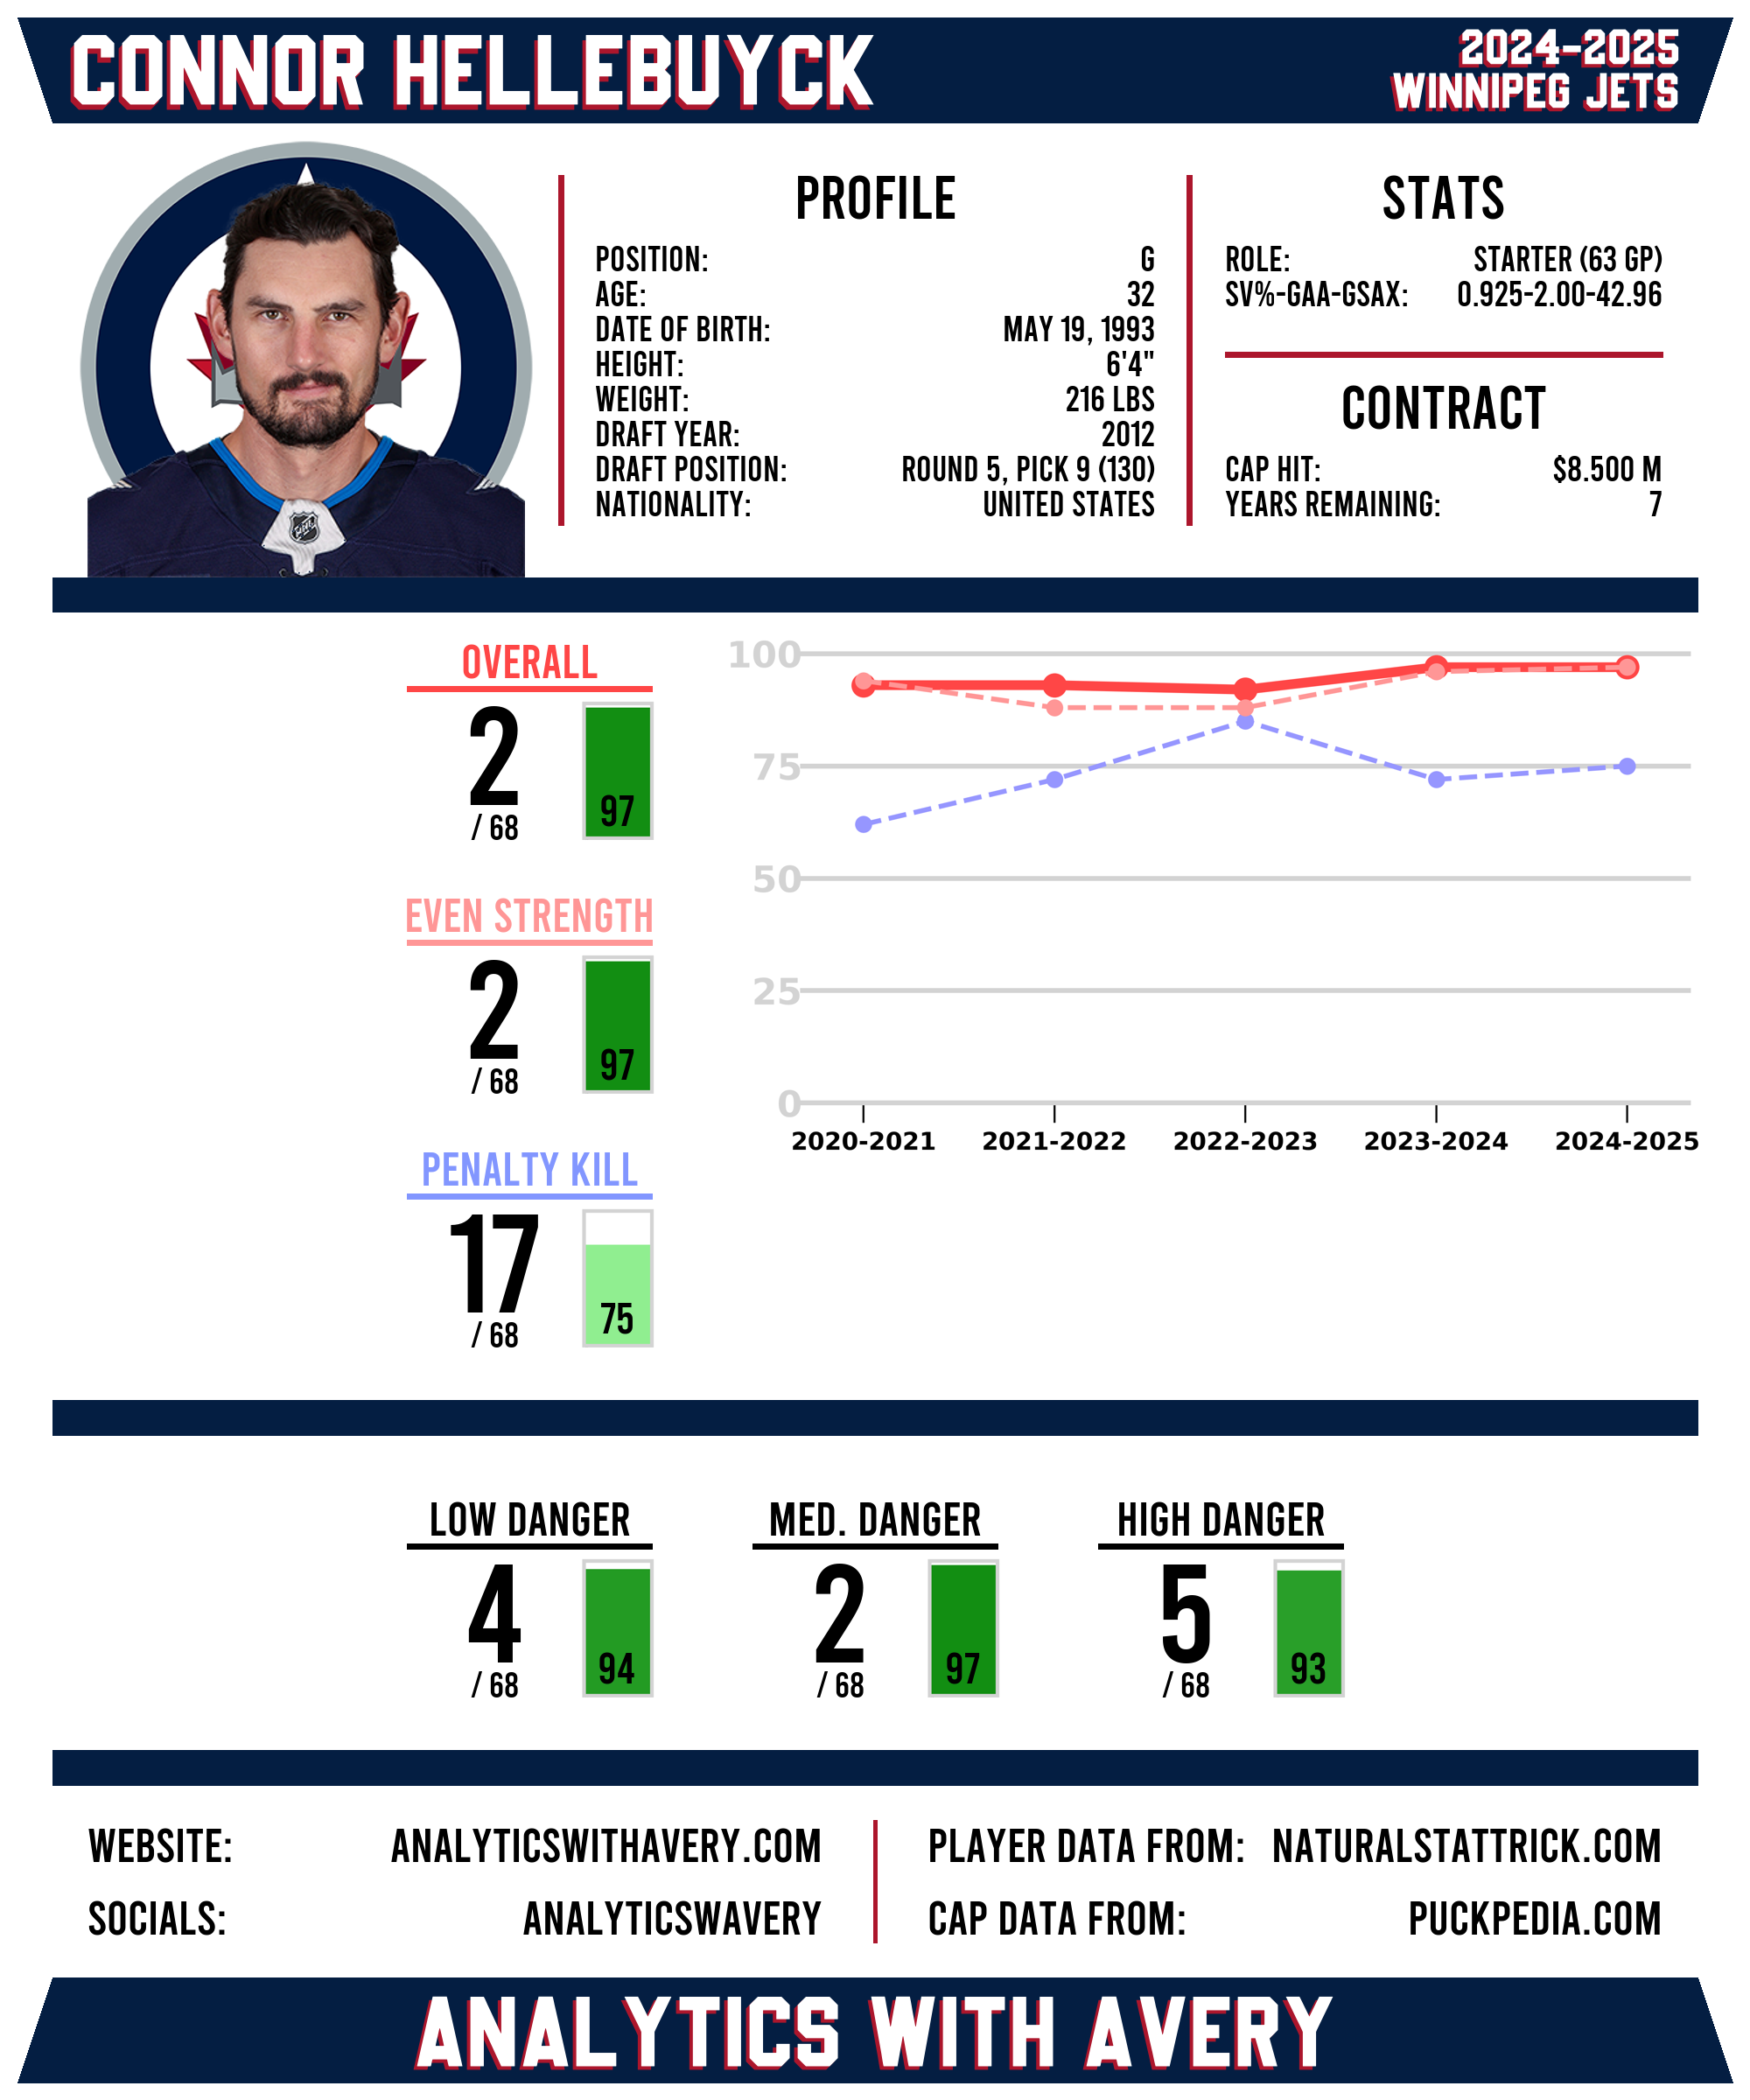 CONNOR HELLEBUYCK
2024-2025
WINNIPEG JETS
PROFILE
POSITION: G
AGE: 32
DATE OF BIRTH: MAY 19, 1993
HEIGHT: 6'4"
WEIGHT: 216 LBS
DRAFT YEAR: 2012
DRAFT POSITION: ROUND 5, PICK 9 (130)
NATIONALITY: UNITED STATES
STATS
ROLE: STARTER (63 GP)
SV%-GAA-GSAX: 0.925-2.00-42.96
CONTRACT
CAP HIT: $8.500 M
YEARS REMAINING: 7
NHL
OVERALL
2
/ 68
97
EVEN STRENGTH
2
/ 68
97
PENALTY KILL
17
/ 68
75
100
75
50
25
0
2020-2021 2021-2022 2022-2023 2023-2024 2024-2025
LOW DANGER
4
/ 68
94
MED. DANGER
2
/ 68
97
HIGH DANGER
5
/ 68
93
WEBSITE: ANALYTICSWITHAVERY.COM
SOCIALS: ANALYTICSWAVERY
PLAYER DATA FROM: NATURALSTATTRICK.COM
CAP DATA FROM: PUCKPEDIA.COM
ANALYTICS WITH AVERY